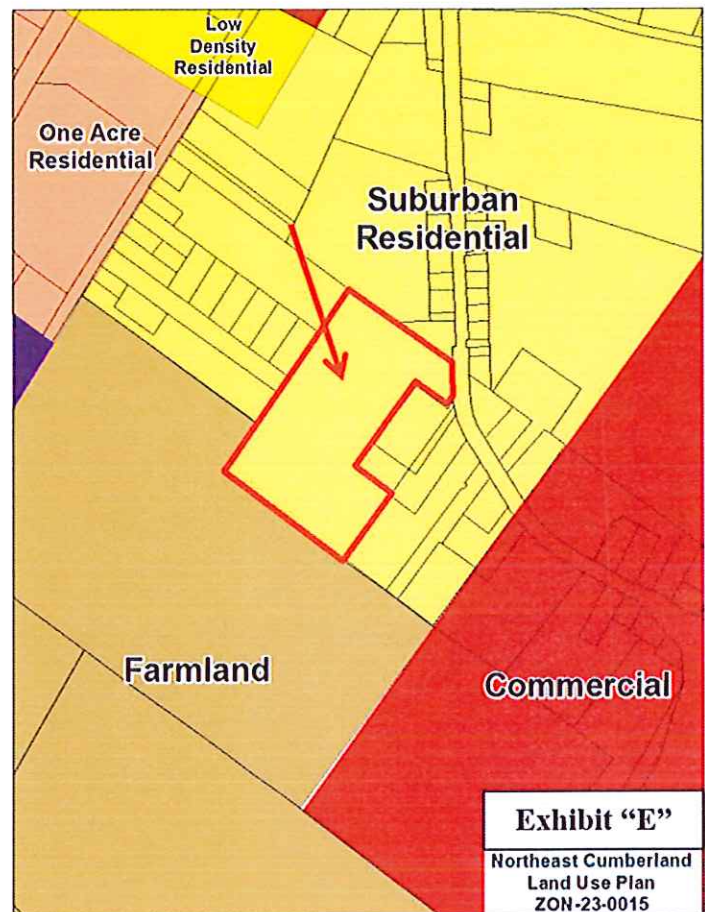 Low
Density
Residential
One Acre
Residential
Suburban
Residential
Farmland
Commercial
Exhibit “E”
Northeast Cumberland
Land Use Plan
ZON-23-0015